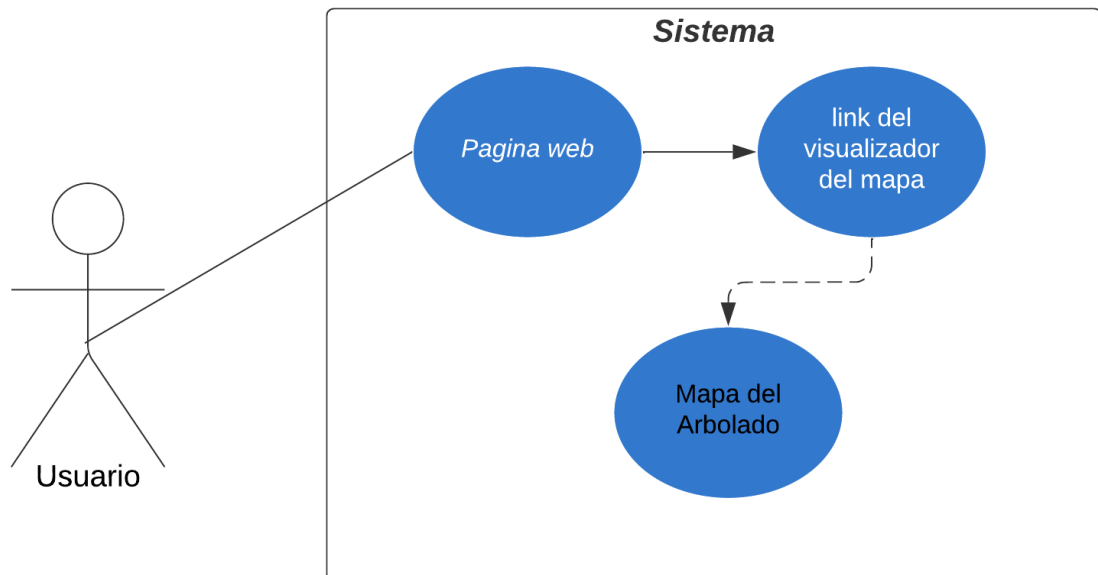 Sistema
Pagina web
link del
visualizador
del mapa
Mapa del
Arbolado
Usuario